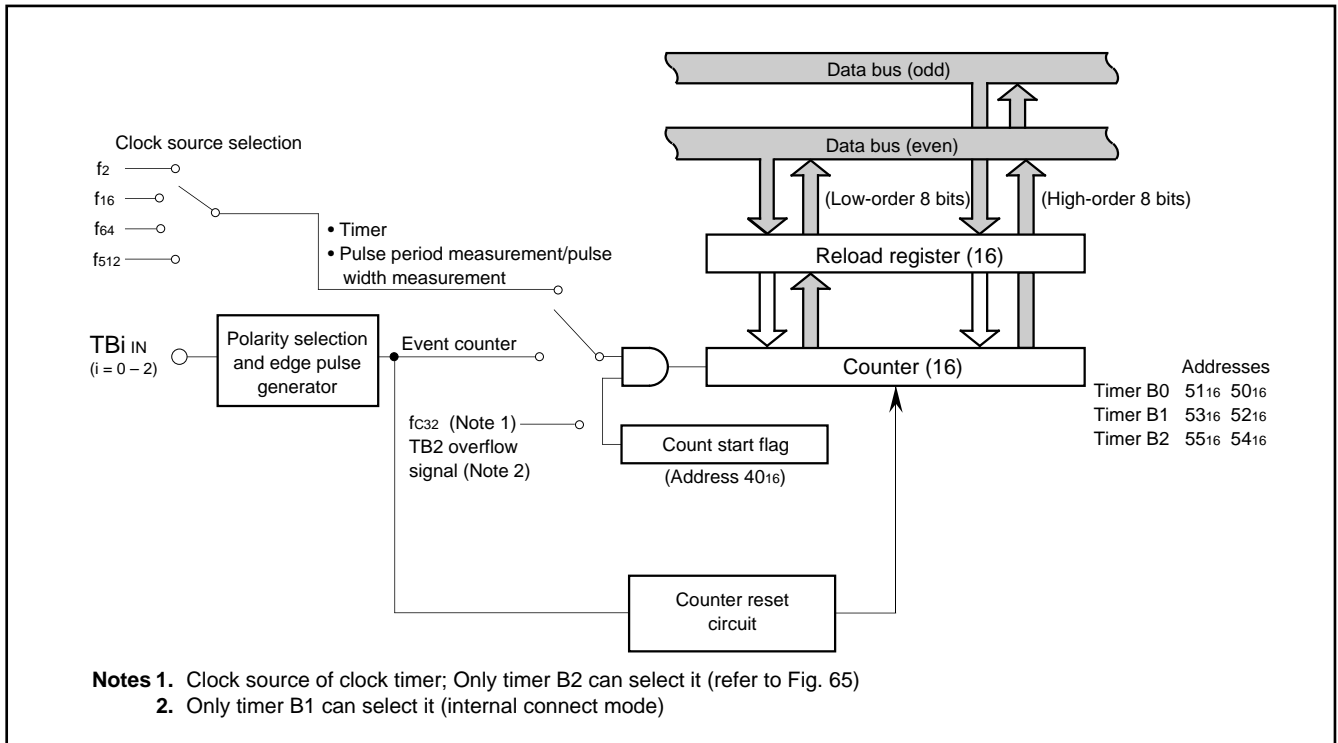 Data bus (odd)
Data bus (even)
(Low-order 8 bits)
(High-order 8 bits)
Clock source selection
f2
f16
f64
f512
• Timer
• Pulse period measurement/pulse
width measurement
Reload register (16)
TBi IN
(i = 0 – 2)
Polarity selection
and edge pulse
generator
Event counter
Counter (16)
Addresses
Timer B0 5116 5016
Timer B1 5316 5216
Timer B2 5516 5416
fC32 (Note 1)
TB2 overflow
signal (Note 2)
Count start flag
(Address 4016)
Counter reset
circuit
Notes 1. Clock source of clock timer; Only timer B2 can select it (refer to Fig. 65)
2. Only timer B1 can select it (internal connect mode)